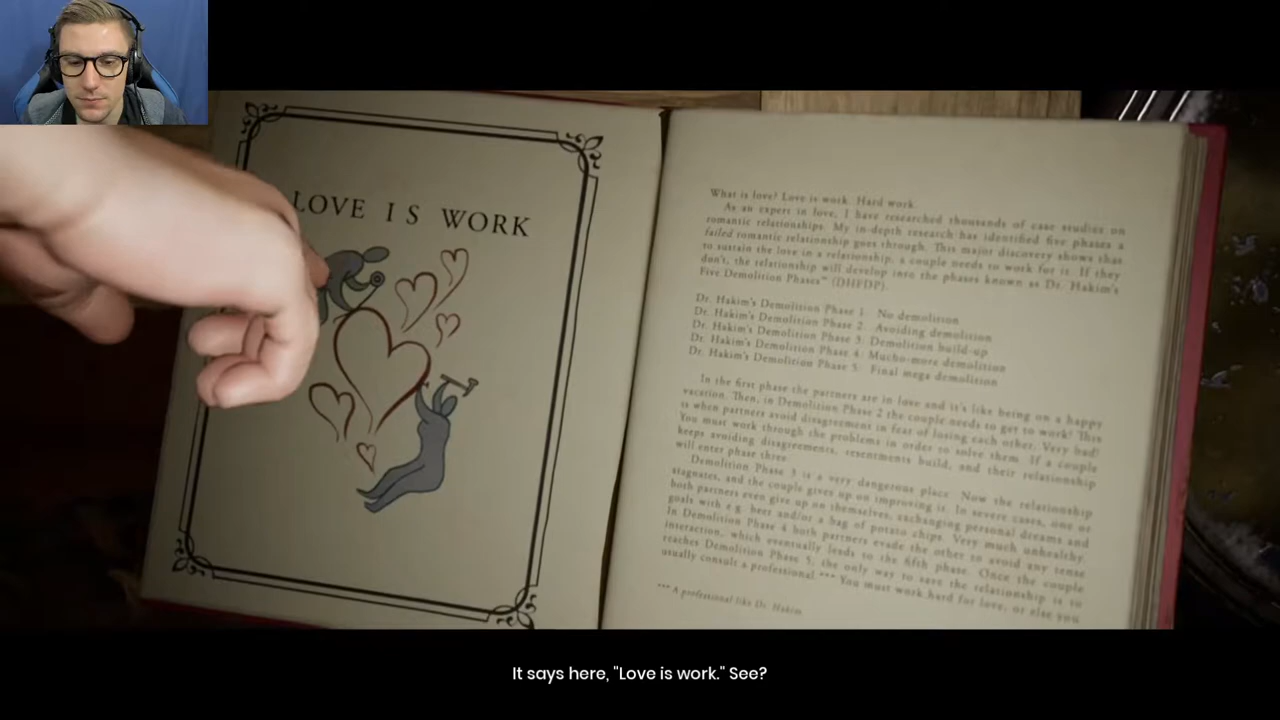 LOVE IS WORK
What is love? Love is work. Hard work.
As an expert in love, I have researched thousands of case studies on
romantic relationships. My in-depth research has identified five phases a
failed romantic relationship goes through. This major discovery shows that
to sustain the love in a relationship, a couple needs to work for it. If they
don't, the relationship will develop into the phases known as Dr. Hakim's
Five Demolition Phases™ (DHFDP).
Dr. Hakim's Demolition Phase 1: No demolition
Dr. Hakim's Demolition Phase 2: Avoiding demolition
Dr. Hakim's Demolition Phase 3: Demolition build-up
Dr. Hakim's Demolition Phase 4: Mucho-more demolition
Dr. Hakim's Demolition Phase 5: Final mega demolition
In the first phase the partners are in love and it's like being on a happy
vacation. Then, in Demolition Phase 2 the couple needs to get to work! This
is when partners avoid disagreement in fear of losing each other. Very bad!
You must work through the problems in order to solve them. If a couple
keeps avoiding disagreements, resentments build, and their relationship
will enter phase three.
Demolition Phase 3 is a very dangerous place. Now the relationship
stagnates, and the couple gives up on improving it. In severe cases, one or
both partners even give up on themselves, exchanging personal dreams and
goals with e.g. beer and/or a bag of potato chips. Very much unhealthy.
In Demolition Phase 4 both partners evade the other to avoid any tense
interaction, which eventually leads to the fifth phase. Once the couple
reaches Demolition Phase 5, the only way to save the relationship is to
usually consult a professional.*** You must work hard for love, or else you
*** A professional like Dr. Hakim
It says here, "Love is work." See?